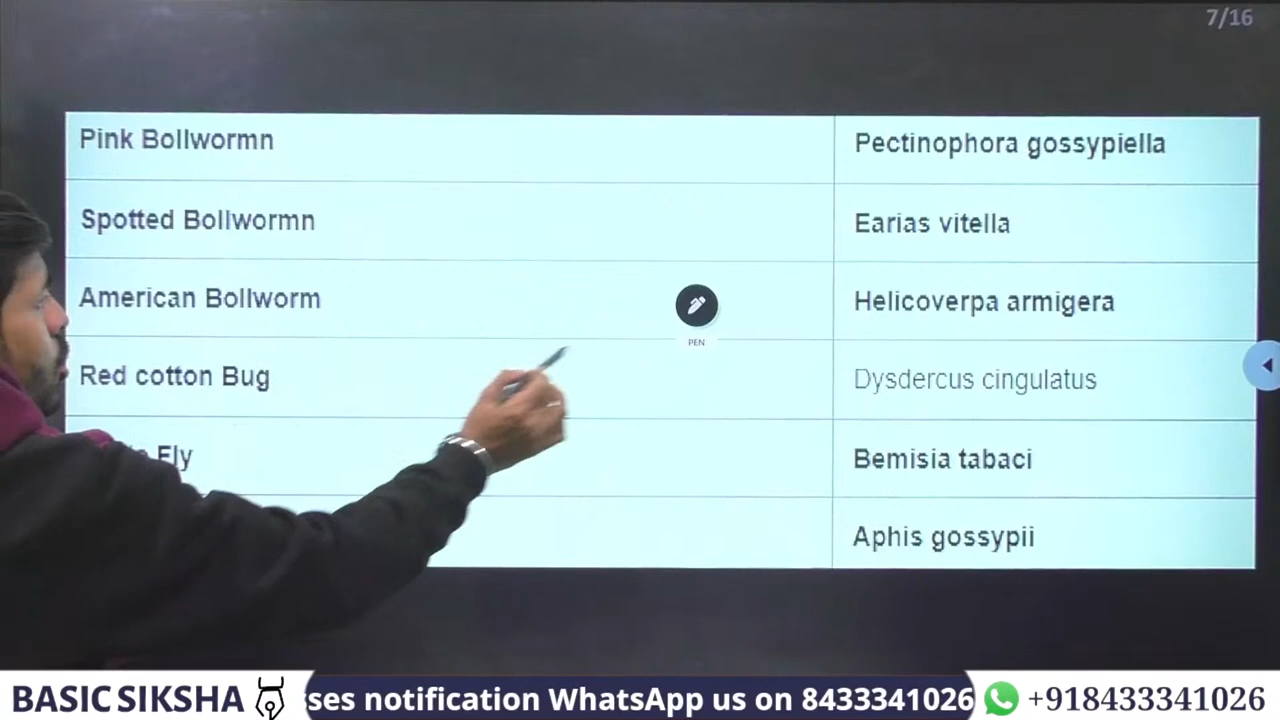 7/16
Pink Bollwormn Pectinophora gossypiella
Spotted Bollwormn Earias vitella
American Bollworm Helicoverpa armigera
PEN
Red cotton Bug Dysdercus cingulatus
Fly Bemisia tabaci
Aphis gossypii
BASIC SIKSHA notification WhatsApp us on 8433341026 +918433341026